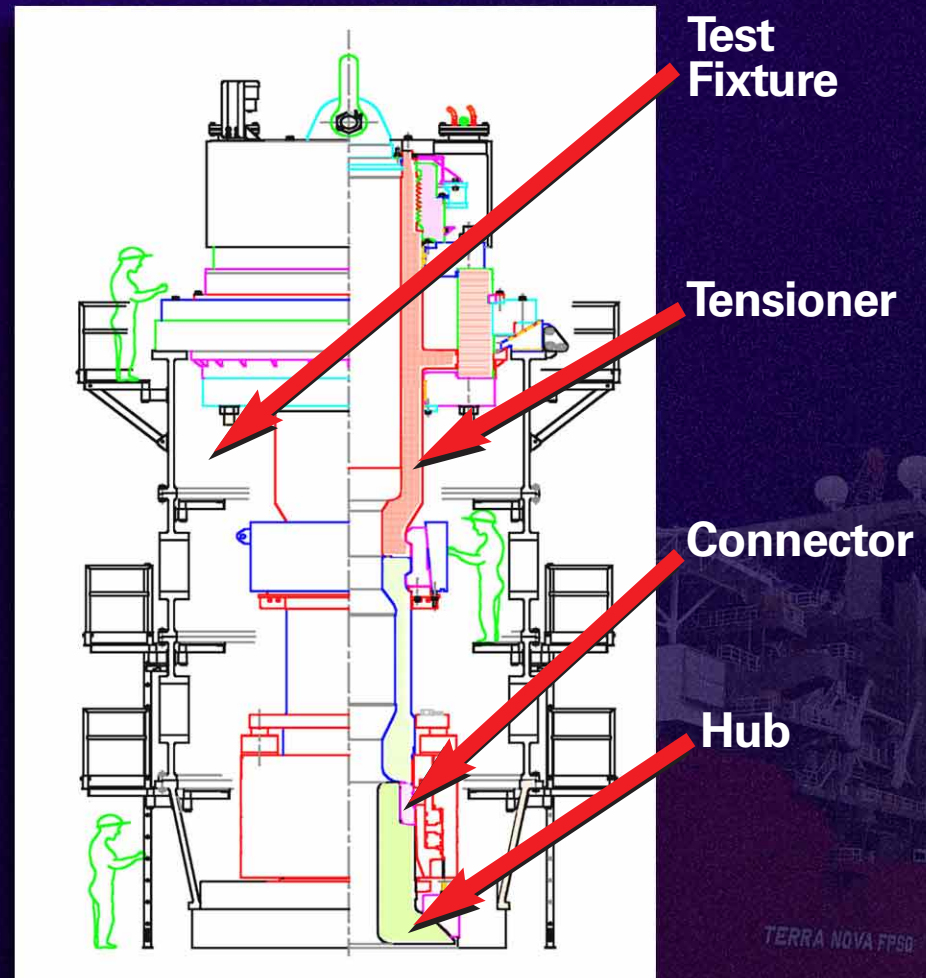 Test
Fixture
Tensioner
Connector
Hub
TERRA NOVA FPSO